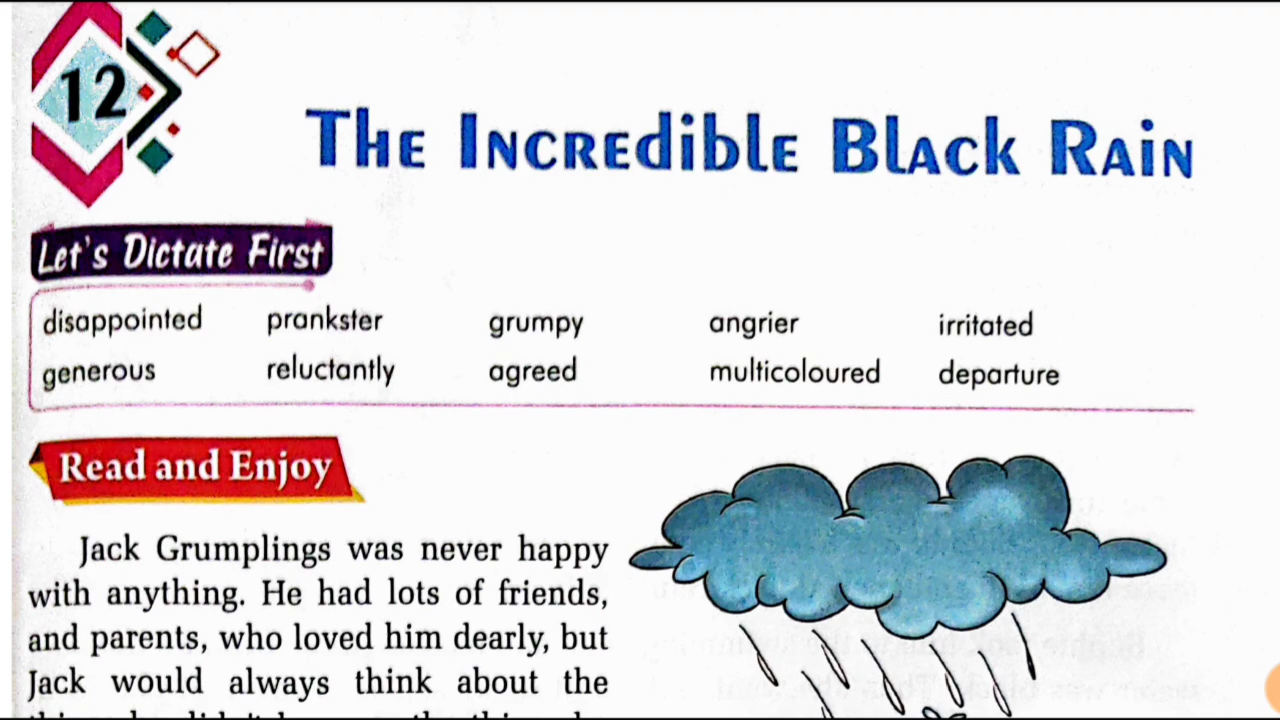 12
The Incredible Black Rain
Let's Dictate First
disappointed prankster grumpy angrier irritated
generous reluctantly agreed multicoloured departure
Read and Enjoy
Jack Grumplings was never happy
with anything. He had lots of friends,
and parents, who loved him dearly, but
Jack would always think about the